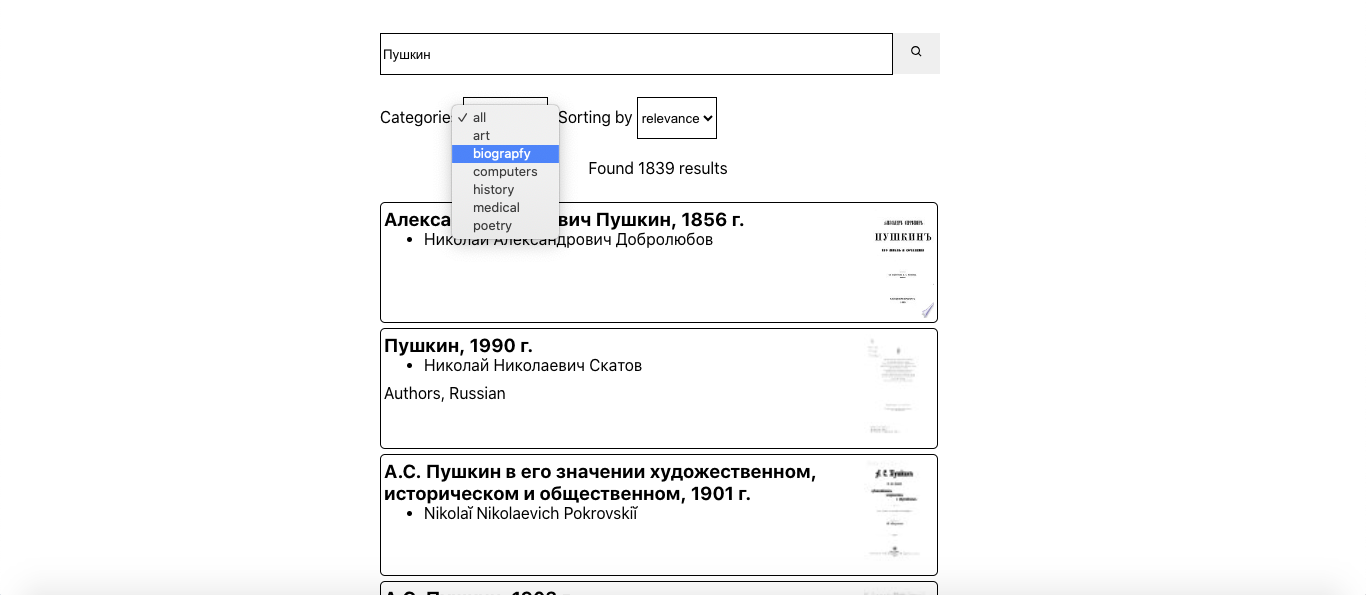 Пушкин
Categorie
all
art
biograpfy
computers
history
medical
poetry
Sorting by relevance
Found 1839 results
Алекса вич Пушкин, 1856 г.
Николай Александрович Добролюбов
ПУШКИНЪ
Пушкин, 1990 г.
Николай Николаевич Скатов
Authors, Russian
А.С. Пушкин в его значении художественном,
историческом и общественном, 1901 г.
Nikolaĭ Nikolaevich Pokrovskiĭ